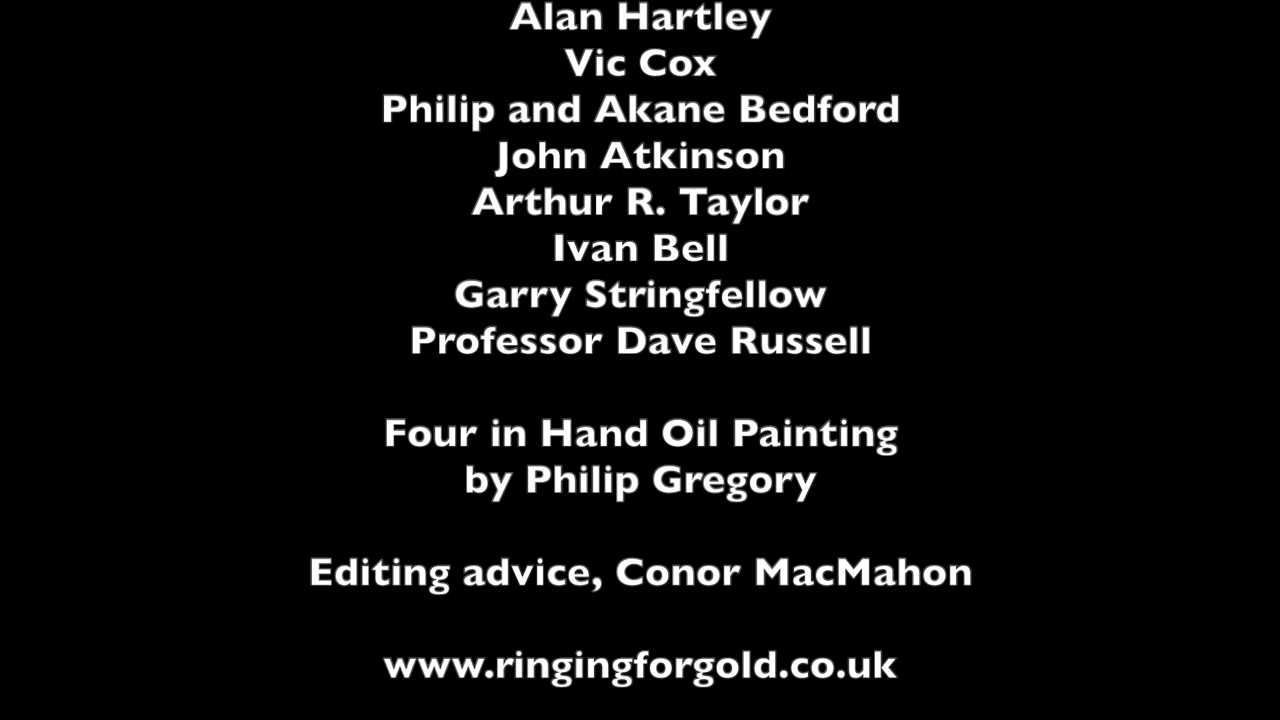 Alan Hartley
Vic Cox
Philip and Akane Bedford
John Atkinson
Arthur R. Taylor
Ivan Bell
Garry Stringfellow
Professor Dave Russell
Four in Hand Oil Painting
by Philip Gregory
Editing advice, Conor MacMahon
www.ringingforgold.co.uk